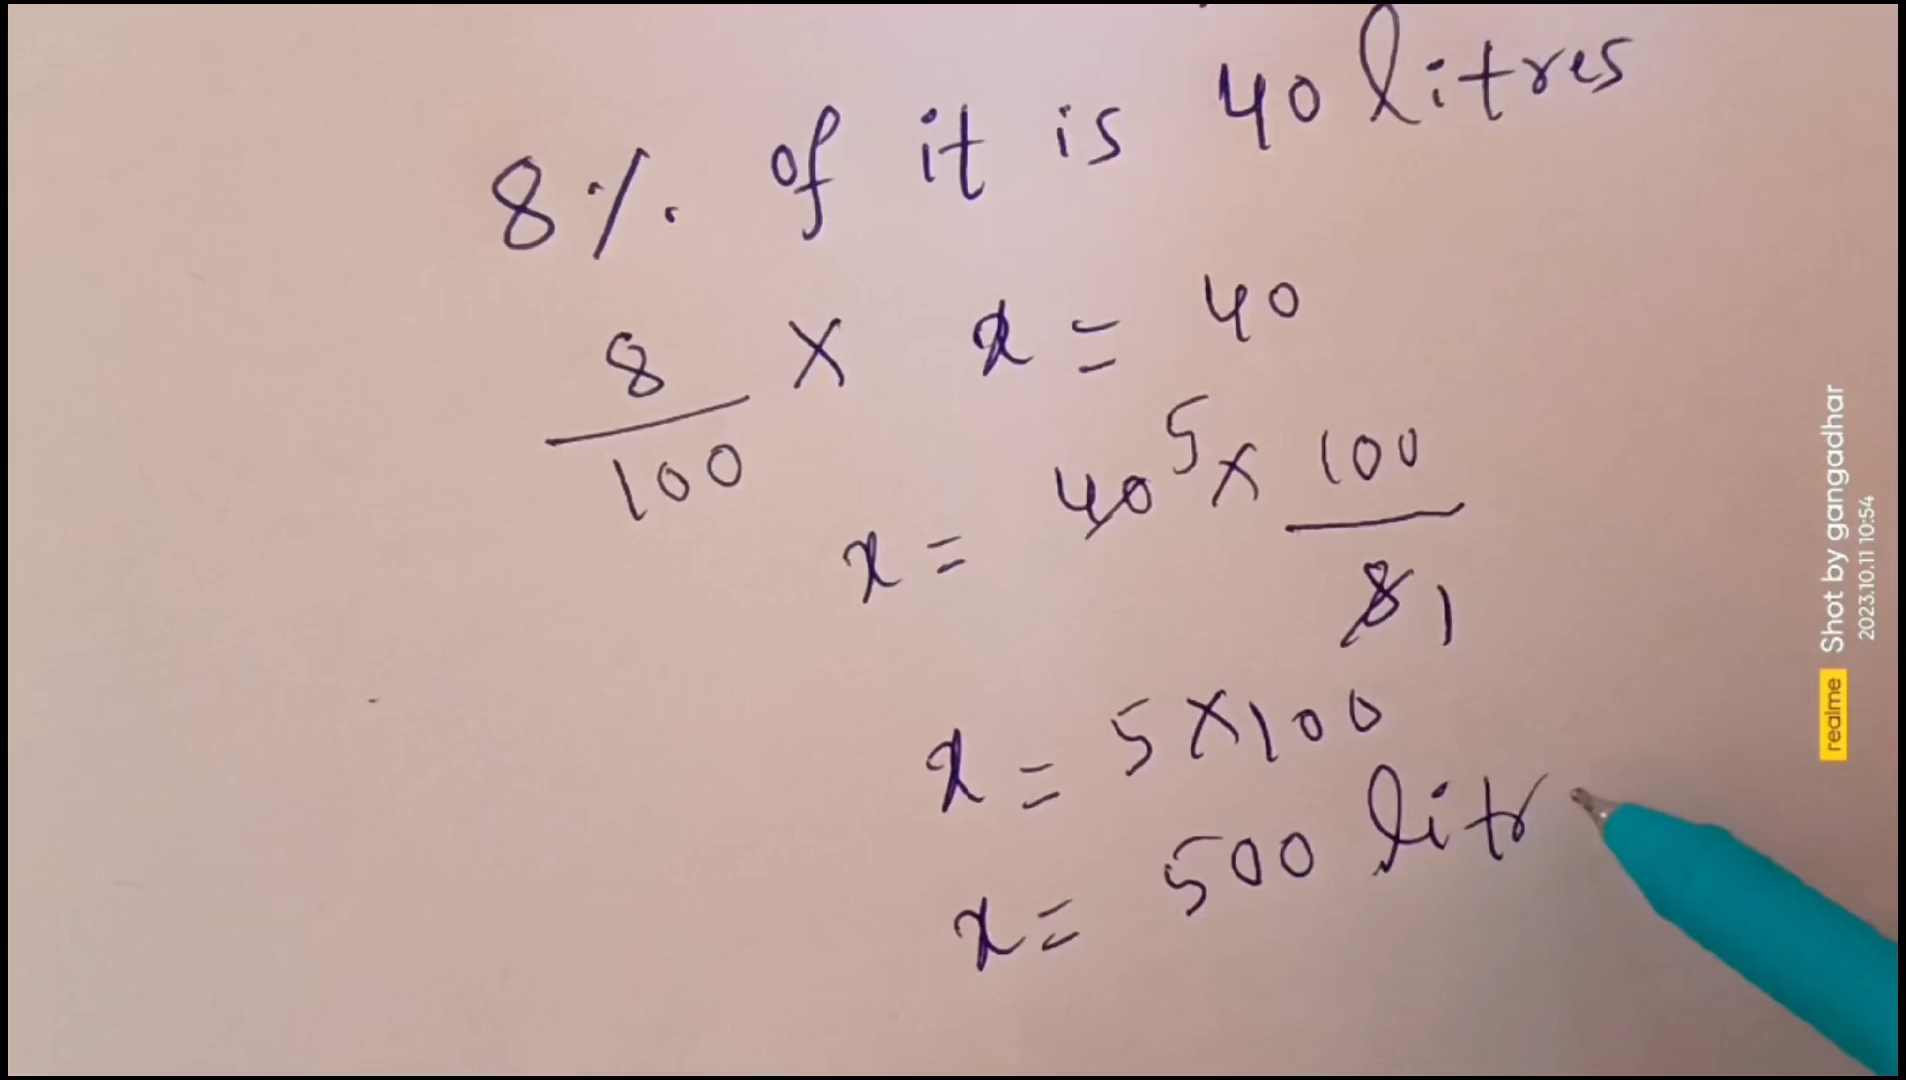 8% of it is 40 litres
8/100 × x = 40
x = 40 5 × 100/8 1
x = 5×100
x = 500 litr
realme Shot by gangadhar
2023.10.11 10:54